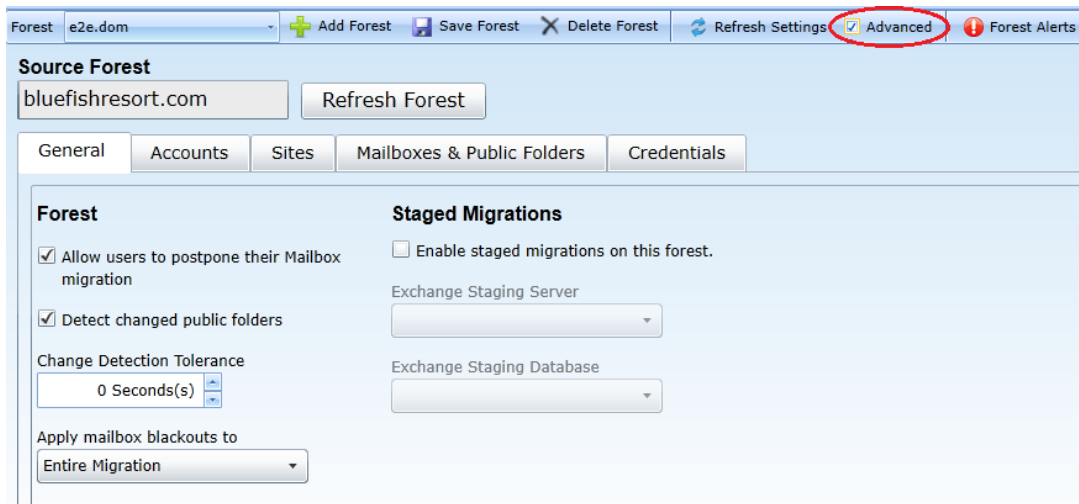 Forest e2e.dom Add Forest Save Forest Delete Forest Refresh Settings Advanced Forest Alerts
Source Forest
bluefishresort.com Refresh Forest
General Accounts Sites Mailboxes & Public Folders Credentials
Forest
Allow users to postpone their Mailbox
migration
Detect changed public folders
Change Detection Tolerance
0 Seconds(s)
Apply mailbox blackouts to
Entire Migration
Staged Migrations
Enable staged migrations on this forest.
Exchange Staging Server
Exchange Staging Database